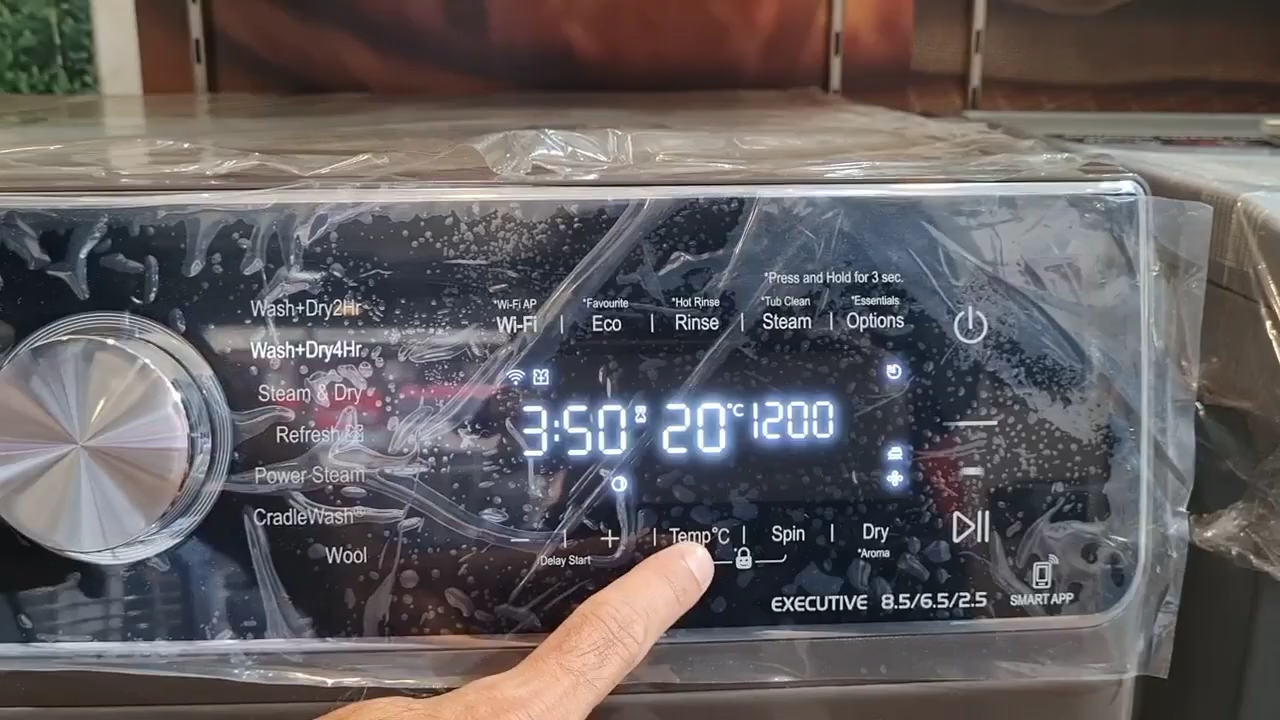 *Press and Hold for 3 sec.
*Wi-Fi AP *Favourite *Hot Rinse *Tub Clean *Essentials
Wi-Fi | Eco | Rinse | Steam | Options
Wash+Dry2Hr
Wash+Dry4Hr
Steam & Dry
Refresh
Power Steam
CradleWash®
Wool
3:50 20°C 1200
− | + | Temp°C | Spin | Dry
Delay Start *Aroma
EXECUTIVE 8.5/6.5/2.5
SMART APP